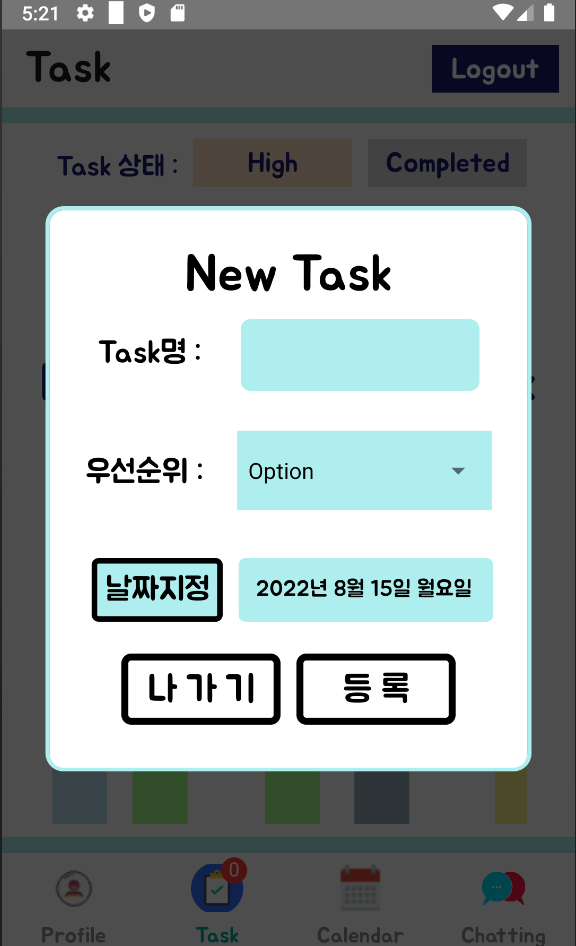 5:21
Task
Logout
Task 상태 :
High
Completed
New Task
Task명 :
우선순위 :
Option
날짜지정
2022년 8월 15일 월요일
나 가 기
등 록
0
Profile
Task
Calendar
Chatting